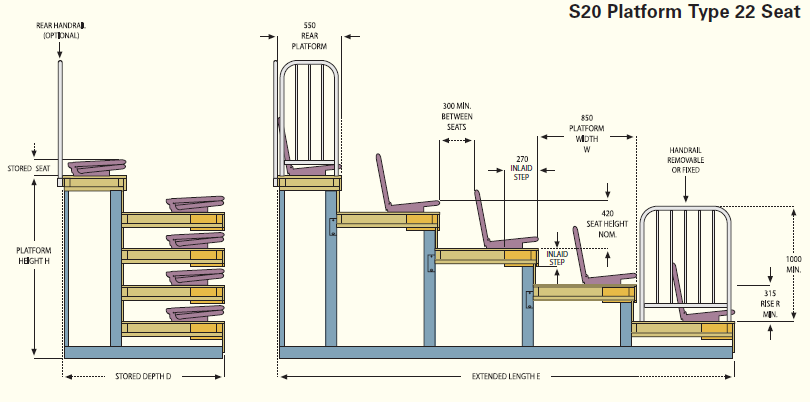 S20 Platform Type 22 Seat
REAR HANDRAIL
(OPTIONAL)
550
REAR
PLATFORM
300 MIN.
BETWEEN
SEATS
850
PLATFORM
WIDTH
W
270
INLAID
STEP
HANDRAIL
REMOVABLE
OR FIXED
STORED SEAT
420
SEAT HEIGHT
NOM.
PLATFORM
HEIGHT H
INLAID
STEP
1000
MIN.
315
RISE R
MIN.
STORED DEPTH D
EXTENDED LENGTH E